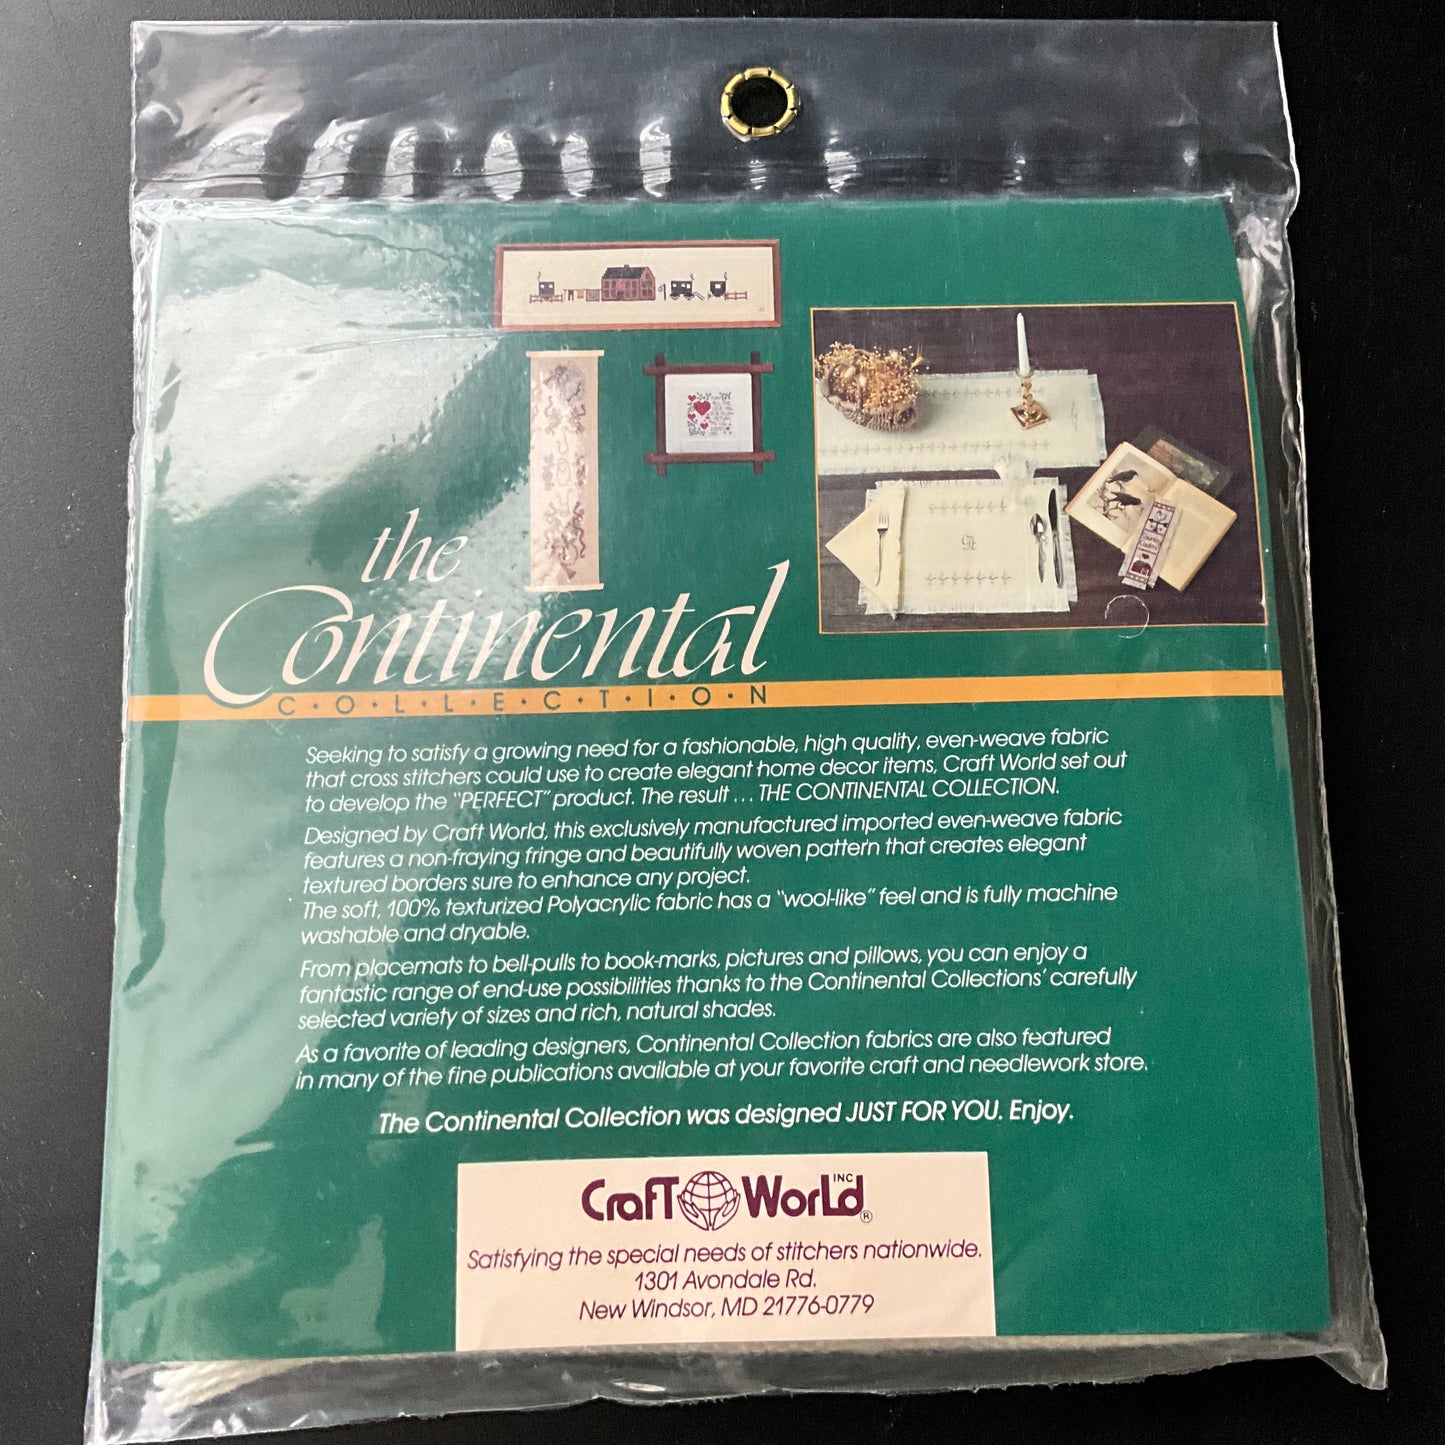 the
Continental
C•O•L•L•E•C•T•I•O•N
Seeking to satisfy a growing need for a fashionable, high quality, even-weave fabric
that cross stitchers could use to create elegant home decor items, Craft World set out
to develop the "PERFECT" product. The result . . . THE CONTINENTAL COLLECTION.
Designed by Craft World, this exclusively manufactured imported even-weave fabric
features a non-fraying fringe and beautifully woven pattern that creates elegant
textured borders sure to enhance any project.
The soft, 100% texturized Polyacrylic fabric has a "wool-like" feel and is fully machine
washable and dryable.
From placemats to bell-pulls to book-marks, pictures and pillows, you can enjoy a
fantastic range of end-use possibilities thanks to the Continental Collections' carefully
selected variety of sizes and rich, natural shades.
As a favorite of leading designers, Continental Collection fabrics are also featured
in many of the fine publications available at your favorite craft and needlework store.
The Continental Collection was designed JUST FOR YOU. Enjoy.
CrafT World INC ®
Satisfying the special needs of stitchers nationwide.
1301 Avondale Rd.
New Windsor, MD 21776-0779